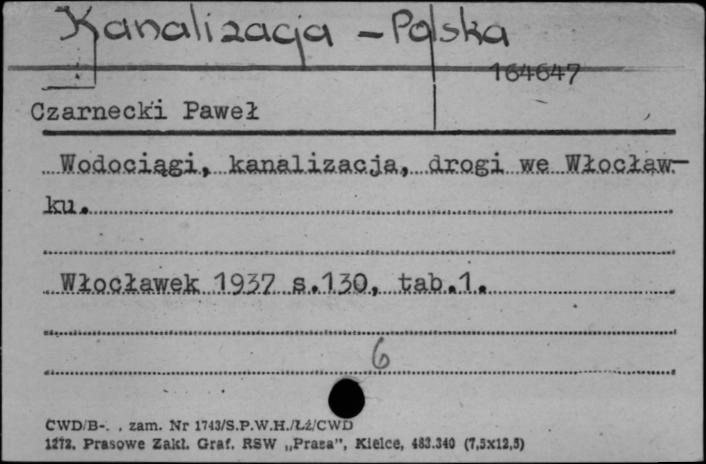 Kanalizacja - Polska
164647
Czarnecki Paweł
Wodociągi, kanalizacja, drogi we Włocław-
ku.
Włocławek 1937 s.130, tab.1.
6
CWD/B-. . zam. Nr 1743/S.P.W.H./Łź/CWD
1273. Prasowe Zakł. Graf. RSW „Prasa”, Kielce, 483.340 (7,5x12,5)